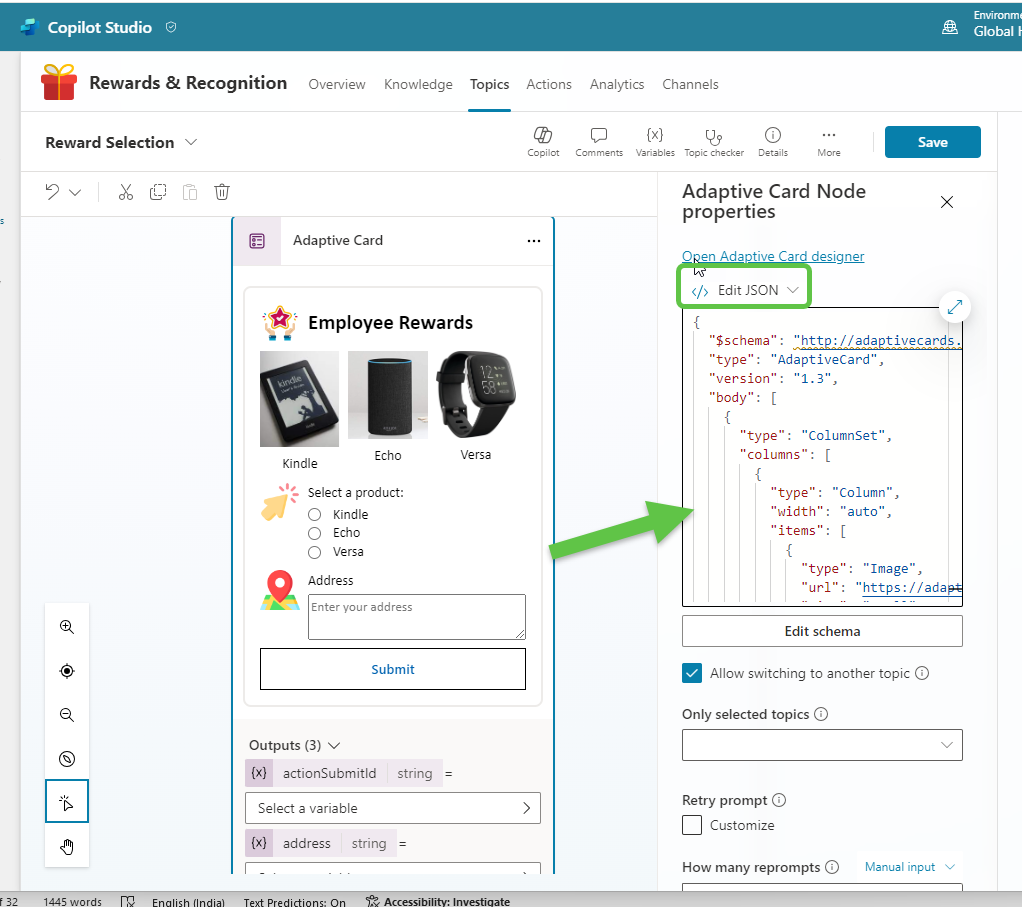 Copilot Studio
Environme
Global H
Rewards & Recognition
Overview
Knowledge
Topics
Actions
Analytics
Channels
Reward Selection
Copilot
Comments
{x}
Variables
Topic checker
Details
More
Save
s
Adaptive Card
Employee Rewards
kindle
Kindle
Echo
12:
58
Versa
Select a product:
Kindle
Echo
Versa
Address
Enter your address
Submit
Outputs (3)
{x} actionSubmitId string =
Select a variable
{x} address string =
Adaptive Card Node
properties
Open Adaptive Card designer
</> Edit JSON
{
"$schema": "http://adaptivecards.
"type": "AdaptiveCard",
"version": "1.3",
"body": [
{
"type": "ColumnSet",
"columns": [
{
"type": "Column",
"width": "auto",
"items": [
{
"type": "Image",
"url": "https://adapt
Edit schema
Allow switching to another topic
Only selected topics
Retry prompt
Customize
How many reprompts
Manual input
f 32
1445 words
English (India)
Text Predictions: On
Accessibility: Investigate